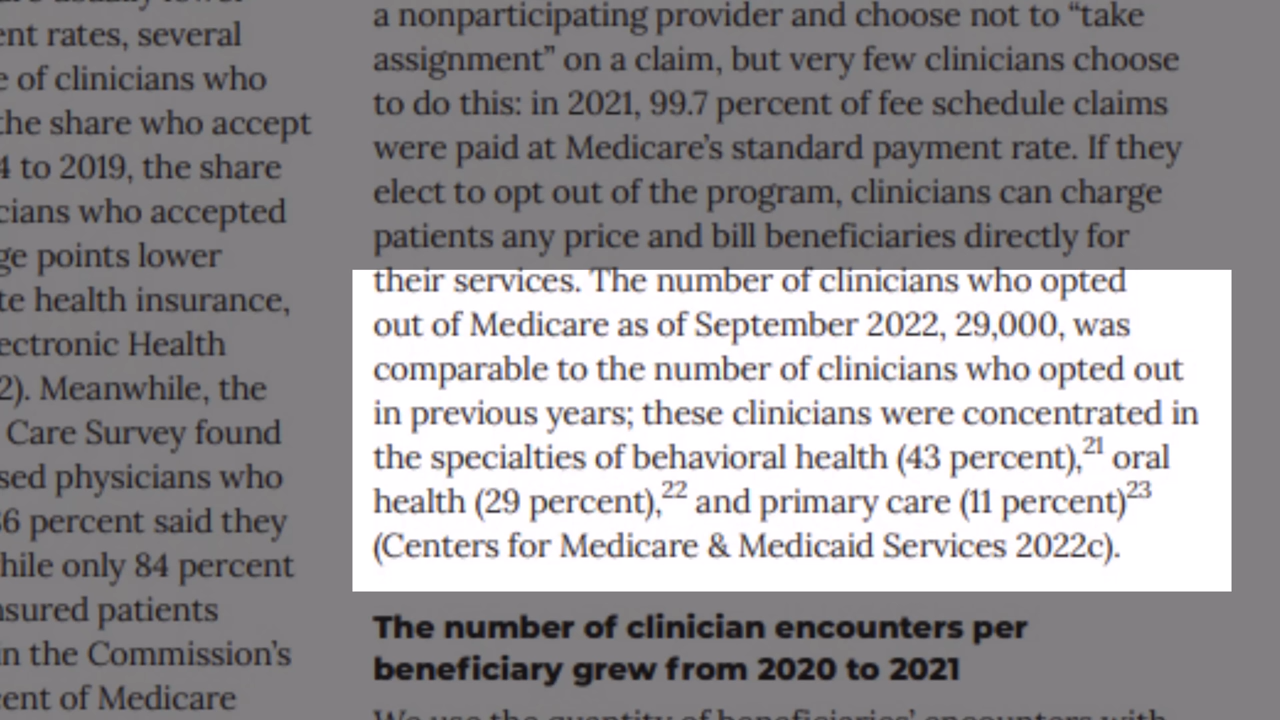 ent rates, several
e of clinicians who
the share who accept
4 to 2019, the share
cians who accepted
ge points lower
te health insurance,
ectronic Health
2). Meanwhile, the
Care Survey found
sed physicians who
6 percent said they
hile only 84 percent
nsured patients
in the Commission's
cent of Medicare
a nonparticipating provider and choose not to “take
assignment” on a claim, but very few clinicians choose
to do this: in 2021, 99.7 percent of fee schedule claims
were paid at Medicare’s standard payment rate. If they
elect to opt out of the program, clinicians can charge
patients any price and bill beneficiaries directly for
their services. The number of clinicians who opted
out of Medicare as of September 2022, 29,000, was
comparable to the number of clinicians who opted out
in previous years; these clinicians were concentrated in
the specialties of behavioral health (43 percent),21 oral
health (29 percent),22 and primary care (11 percent)23
(Centers for Medicare & Medicaid Services 2022c).
The number of clinician encounters per
beneficiary grew from 2020 to 2021